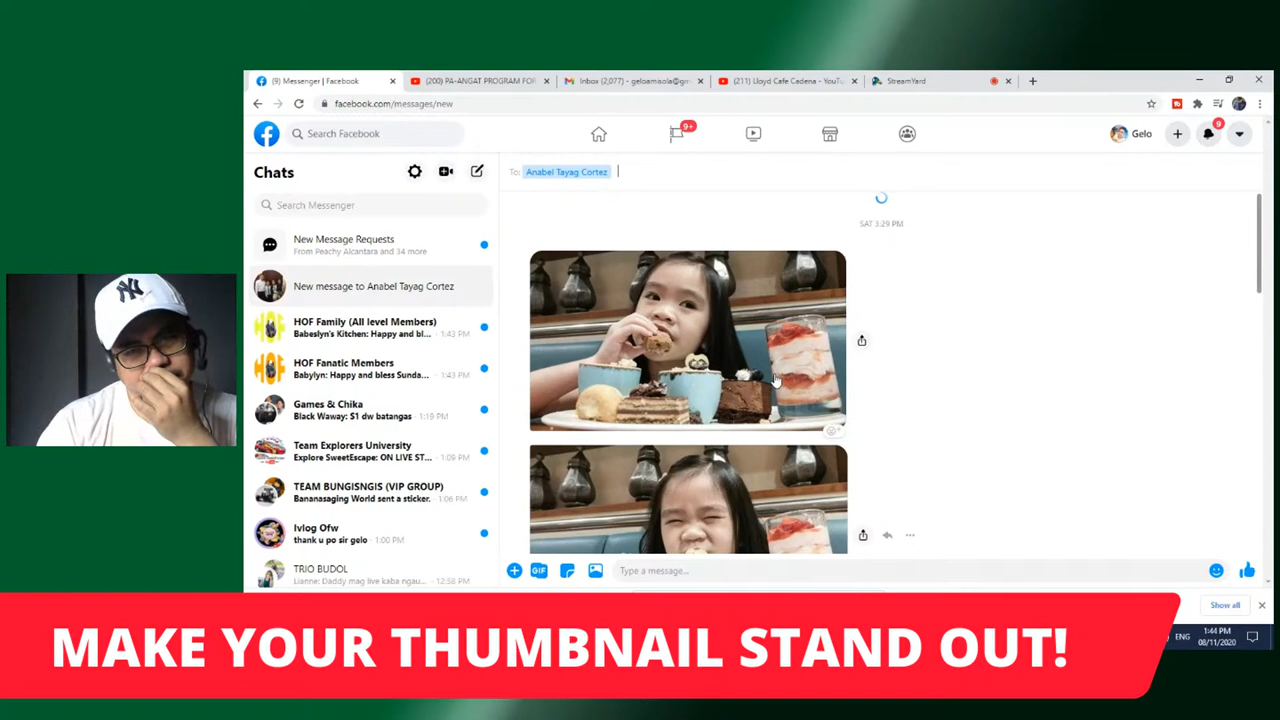 (9) Messenger | Facebook
(200) PA-ANGAT PROGRAM FOR
Inbox (2,077) - geloamisola@gm
(211) Lloyd Cafe Cadena - YouTu
StreamYard
facebook.com/messages/new
Search Facebook
9+
Gelo
9
Chats
Search Messenger
New Message Requests
From Peachy Alcantara and 34 more
New message to Anabel Tayag Cortez
HOF Family (All level Members)
Babeslyn's Kitchen: Happy and bl... 1:43 PM
HOF Fanatic Members
Babylyn: Happy and bless Sunda... 1:43 PM
Games & Chika
Black Waway: $1 dw batangas · 1:19 PM
Team Explorers University
Explore SweetEscape: ON LIVE ST... 1:09 PM
TEAM BUNGISNGIS (VIP GROUP)
Bananasaging World sent a sticker. · 1:06 PM
Ivlog Ofw
thank u po sir gelo · 1:00 PM
TRIO BUDOL
Lianne: Daddy mag live kaba ngau... · 12:58 PM
To: Anabel Tayag Cortez
SAT 3:29 PM
GIF
Type a message...
Show all
ENG
1:44 PM
08/11/2020
NY
MAKE YOUR THUMBNAIL STAND OUT!